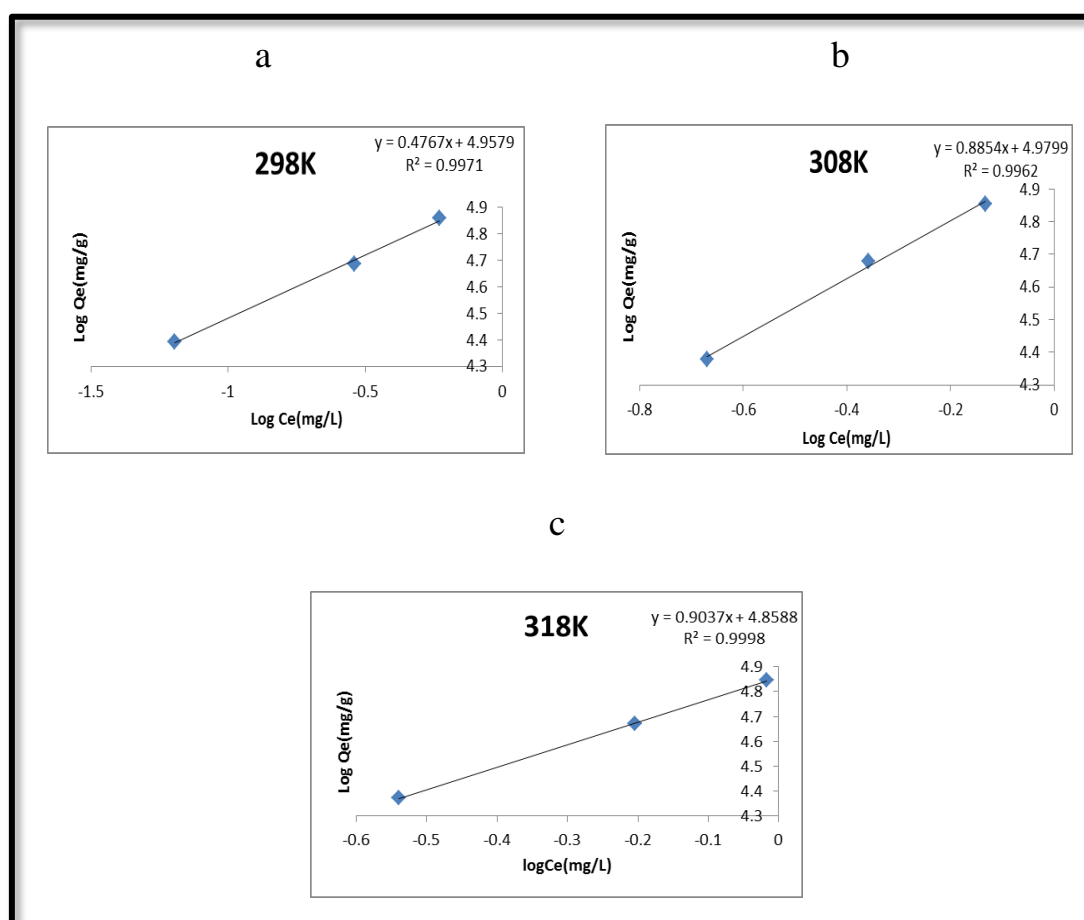 a
b
y = 0.4767x + 4.9579
R² = 0.9971
298K
4.9
4.8
4.7
4.6
4.5
4.4
4.3
Log Qe(mg/g)
-1.5 -1 -0.5 0
Log Ce(mg/L)
y = 0.8854x + 4.9799
R² = 0.9962
308K
4.9
4.8
4.7
4.6
4.5
4.4
4.3
Log Qe(mg/g)
-0.8 -0.6 -0.4 -0.2 0
Log Ce(mg/L)
c
y = 0.9037x + 4.8588
R² = 0.9998
318K
4.9
4.8
4.7
4.6
4.5
4.4
4.3
Log Qe(mg/g)
-0.6 -0.5 -0.4 -0.3 -0.2 -0.1 0
logCe(mg/L)